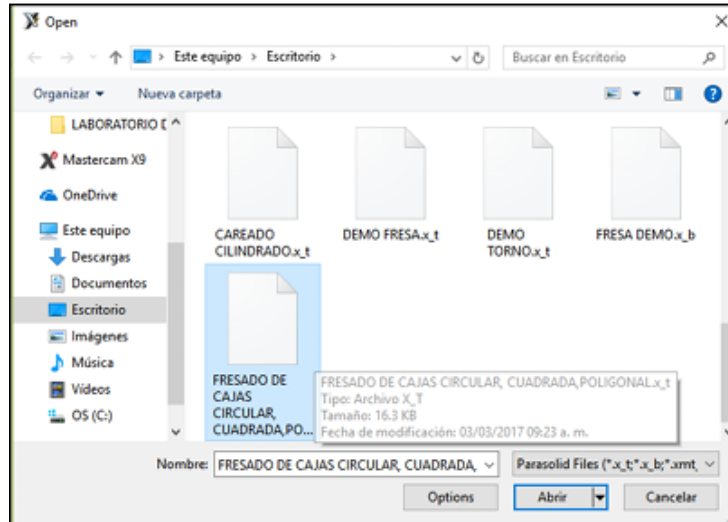 Open
Este equipo > Escritorio >
Buscar en Escritorio
Organizar
Nueva carpeta
LABORATORIO D
Mastercam X9
OneDrive
Este equipo
Descargas
Documentos
Escritorio
Imágenes
Música
Vídeos
OS (C:)
CAREADO
CILINDRADO.x_t
DEMO FRESA.x_t
DEMO
TORNO.x_t
FRESA DEMO.x_b
FRESADO DE
CAJAS
CIRCULAR,
CUADRADA,PO...
FRESADO DE CAJAS CIRCULAR, CUADRADA,POLIGONAL.x_t
Tipo: Archivo X_T
Tamaño: 16.3 KB
Fecha de modificación: 03/03/2017 09:23 a. m.
Nombre:
FRESADO DE CAJAS CIRCULAR, CUADRADA,
Parasolid Files (*.x_t;*.x_b;*.xmt,
Options
Abrir
Cancelar